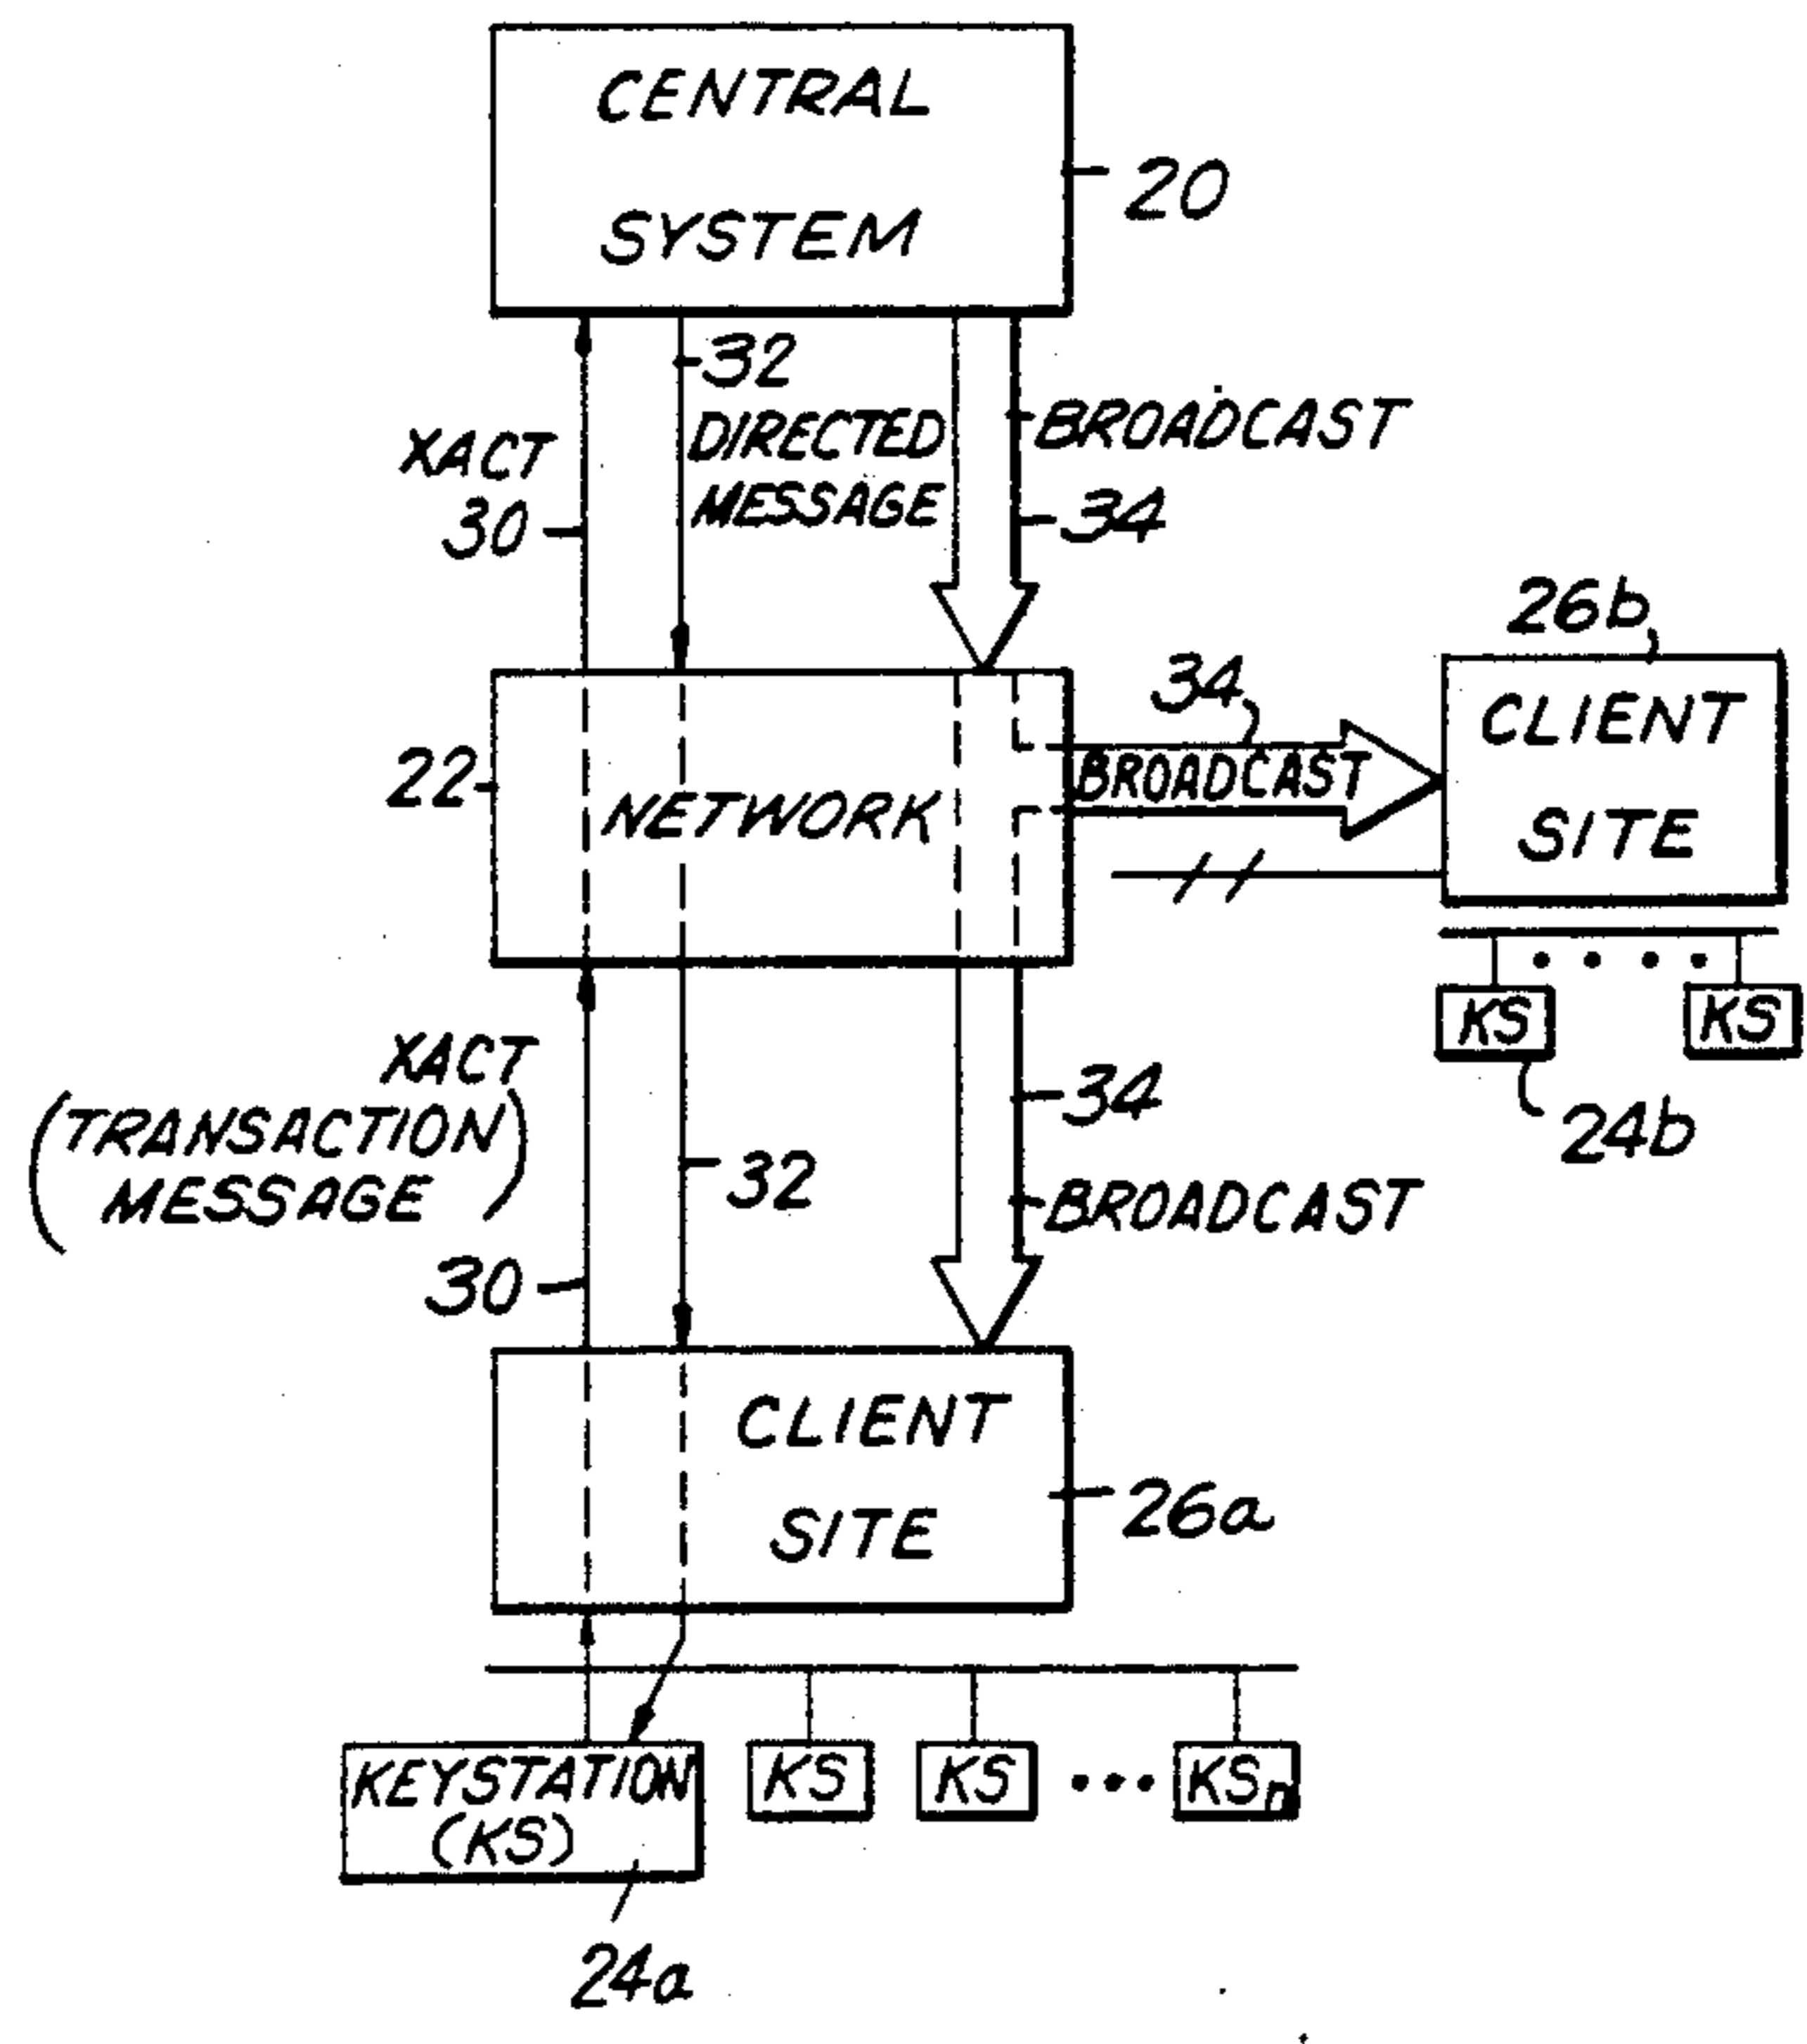 CENTRAL
SYSTEM
20
32
DIRECTED
MESSAGE
BROADCAST
34
XACT
30
26b
CLIENT
SITE
34
BROADCAST
22
NETWORK
KS
KS
24b
XACT
(TRANSACTION
MESSAGE)
30
32
34
BROADCAST
CLIENT
SITE
26a
KEYSTATION
(KS)
KS
KS
•••
KSn
24a